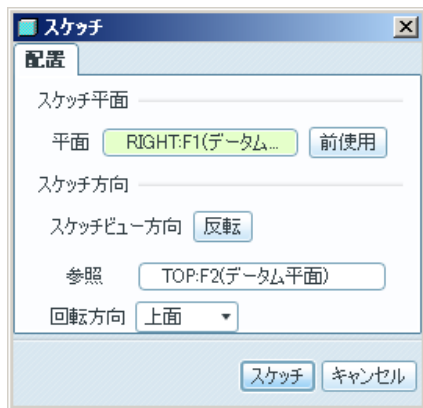 スケッチ
配置
スケッチ平面
平面 RIGHT:F1(データム... 前使用
スケッチ方向
スケッチビュー方向 反転
参照 TOP:F2(データム平面)
回転方向 上面
スケッチ キャンセル